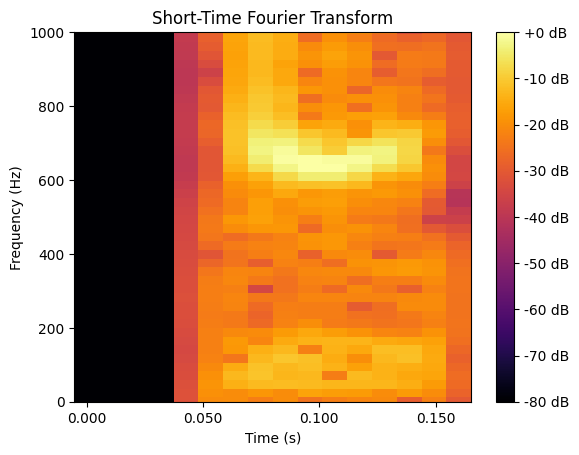 Short-Time Fourier Transform
1000
800
600
400
200
0
Frequency (Hz)
0.000
0.050
0.100
0.150
Time (s)
+0 dB
-10 dB
-20 dB
-30 dB
-40 dB
-50 dB
-60 dB
-70 dB
-80 dB